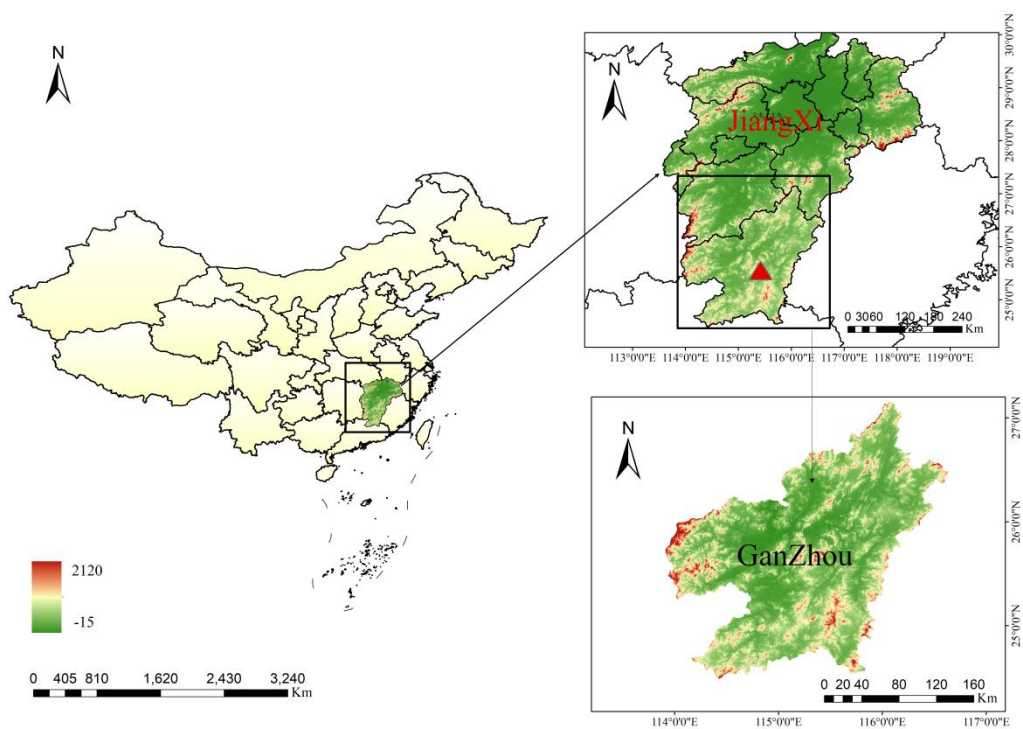 N
2120
-15
0 405 810 1,620 2,430 3,240
Km
N
JiangXi
0 3060 120 180 240
Km
30°0'0"N
29°0'0"N
28°0'0"N
27°0'0"N
26°0'0"N
25°0'0"N
113°0'0"E 114°0'0"E 115°0'0"E 116°0'0"E 117°0'0"E 118°0'0"E 119°0'0"E
N
GanZhou
0 20 40 80 120 160
Km
27°0'0"N
26°0'0"N
25°0'0"N
114°0'0"E 115°0'0"E 116°0'0"E 117°0'0"E